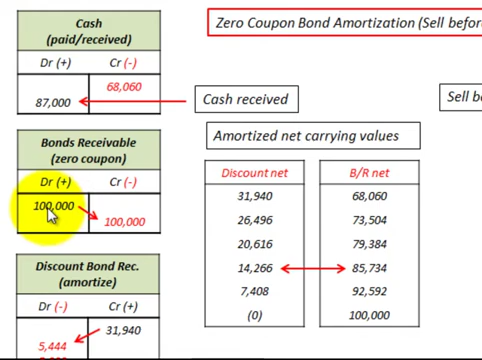 Cash
(paid/received)
Dr (+) Cr (-)
68,060
87,000
Cash received
Zero Coupon Bond Amortization (Sell
Sell
Bonds Receivable
(zero coupon)
Dr (+) Cr (-)
100,000
100,000
Amortized net carrying values
Discount net B/R net
31,940 68,060
26,496 73,504
20,616 79,384
14,266 85,734
7,408 92,592
(0) 100,000
Discount Bond Rec.
(amortize)
Dr (-) Cr (+)
31,940
5,444